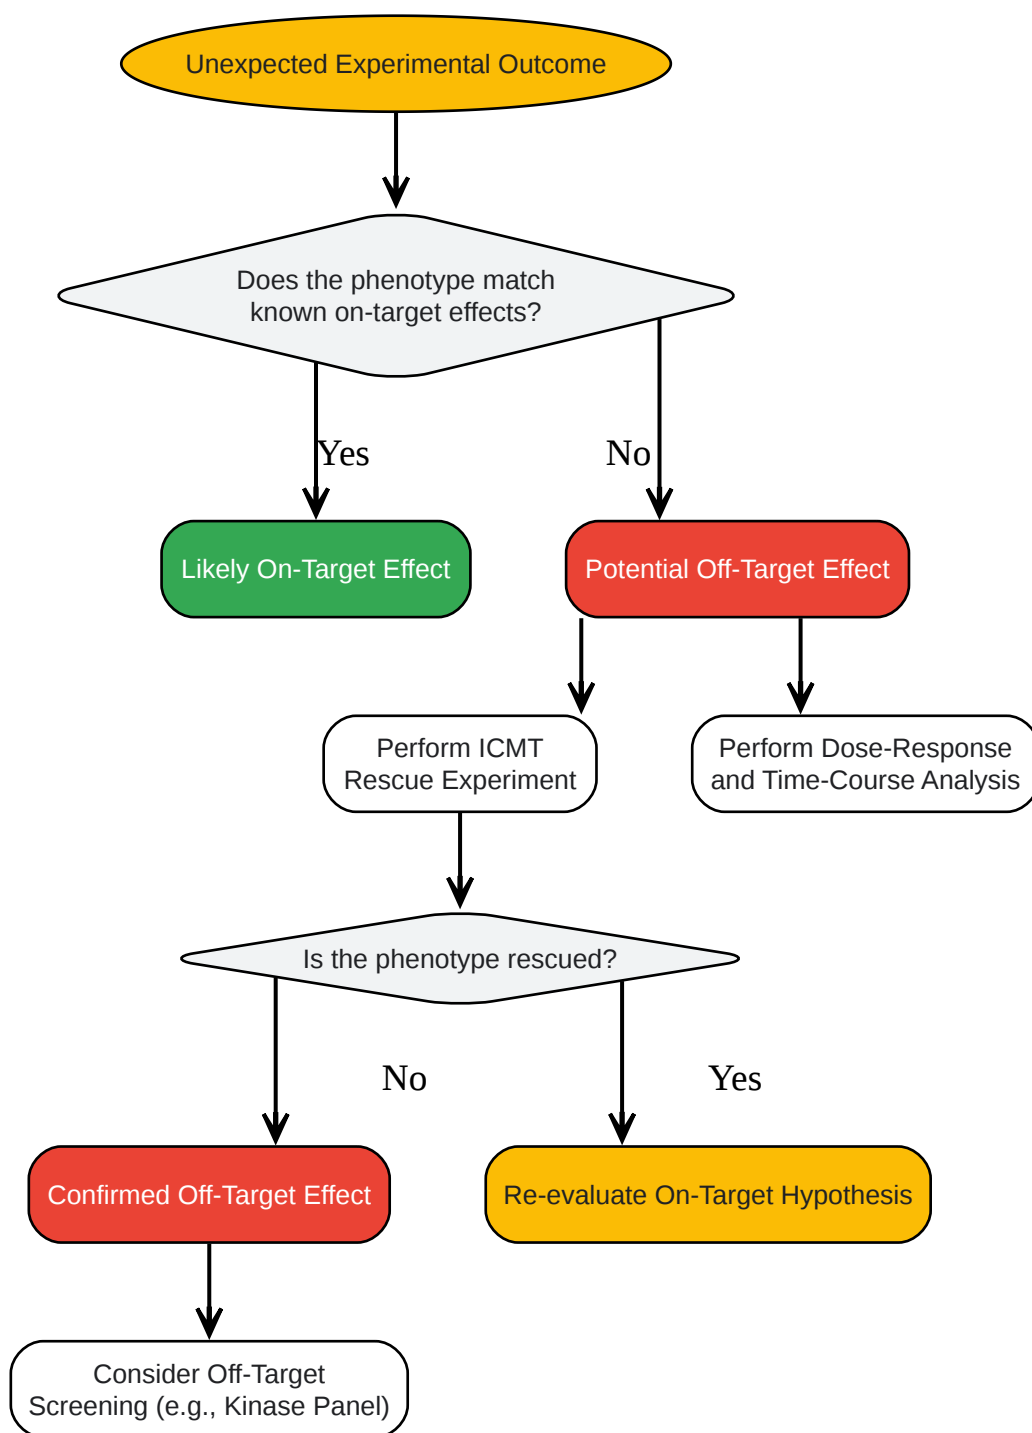 Unexpected Experimental Outcome
Does the phenotype match
known on-target effects?
Yes
No
Likely On-Target Effect
Potential Off-Target Effect
Perform ICMT
Rescue Experiment
Perform Dose-Response
and Time-Course Analysis
Is the phenotype rescued?
No
Yes
Confirmed Off-Target Effect
Re-evaluate On-Target Hypothesis
Consider Off-Target
Screening (e.g., Kinase Panel)